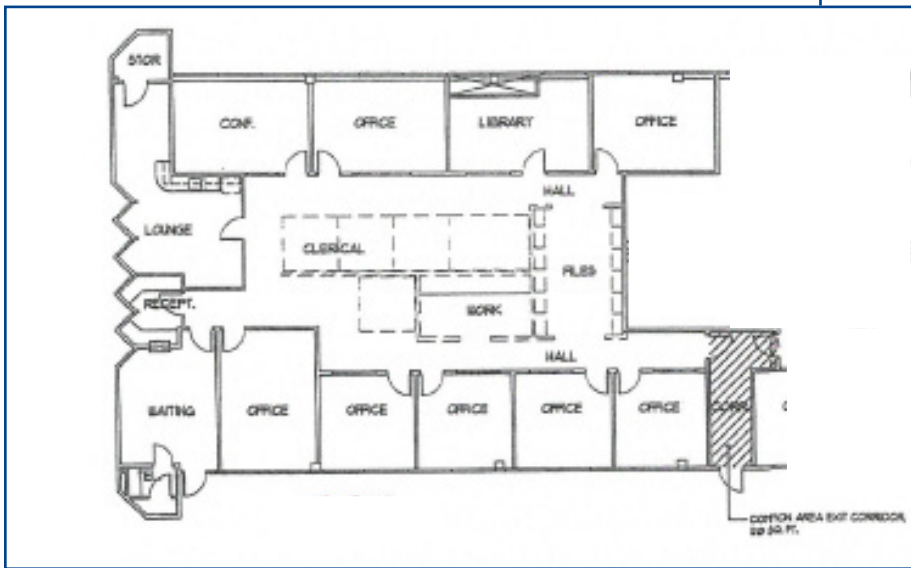 STOR
CONF.
OFFICE
LIBRARY
OFFICE
HALL
LOUNGE
CLERICAL
FILES
RECEPT.
WORK
HALL
WAITING
OFFICE
OFFICE
OFFICE
OFFICE
OFFICE
CORR.
COMMON AREA EXIT CORRIDOR,
SQ. FT.